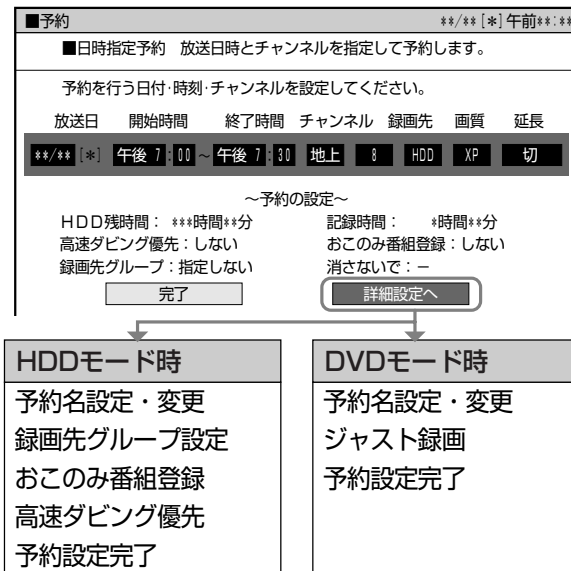 ■予約 **/**[*]午前**:**
■日時指定予約 放送日時とチャンネルを指定して予約します。
予約を行う日付･時刻･チャンネルを設定してください。
放送日 開始時間 終了時間 チャンネル 録画先 画質 延長
**/**[*] 午後 7:00～午後 7:30 地上 8 HDD XP 切
～予約の設定～
HDD残時間：***時間**分 記録時間： *時間**分
高速ダビング優先：しない おこのみ番組登録：しない
録画先グループ：指定しない 消さないで：－
完了 詳細設定へ
HDDモード時
予約名設定・変更
録画先グループ設定
おこのみ番組登録
高速ダビング優先
予約設定完了
DVDモード時
予約名設定・変更
ジャスト録画
予約設定完了